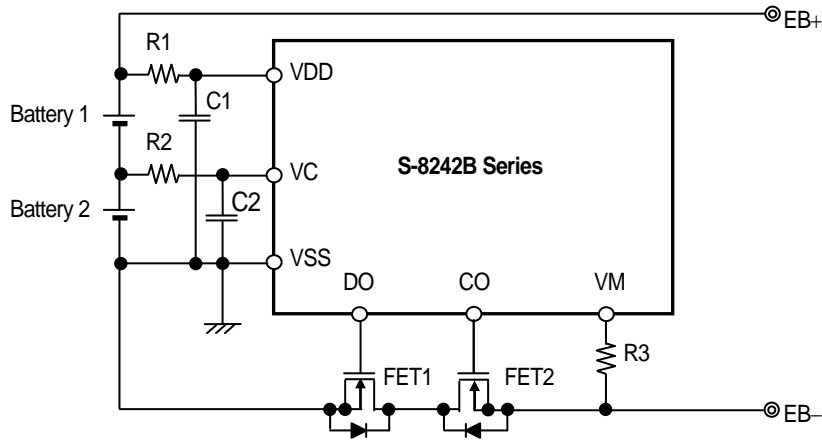 EB+
R1
VDD
C1
Battery 1
R2
VC
S-8242B Series
Battery 2
C2
VSS
DO
CO
VM
R3
FET1
FET2
EB−